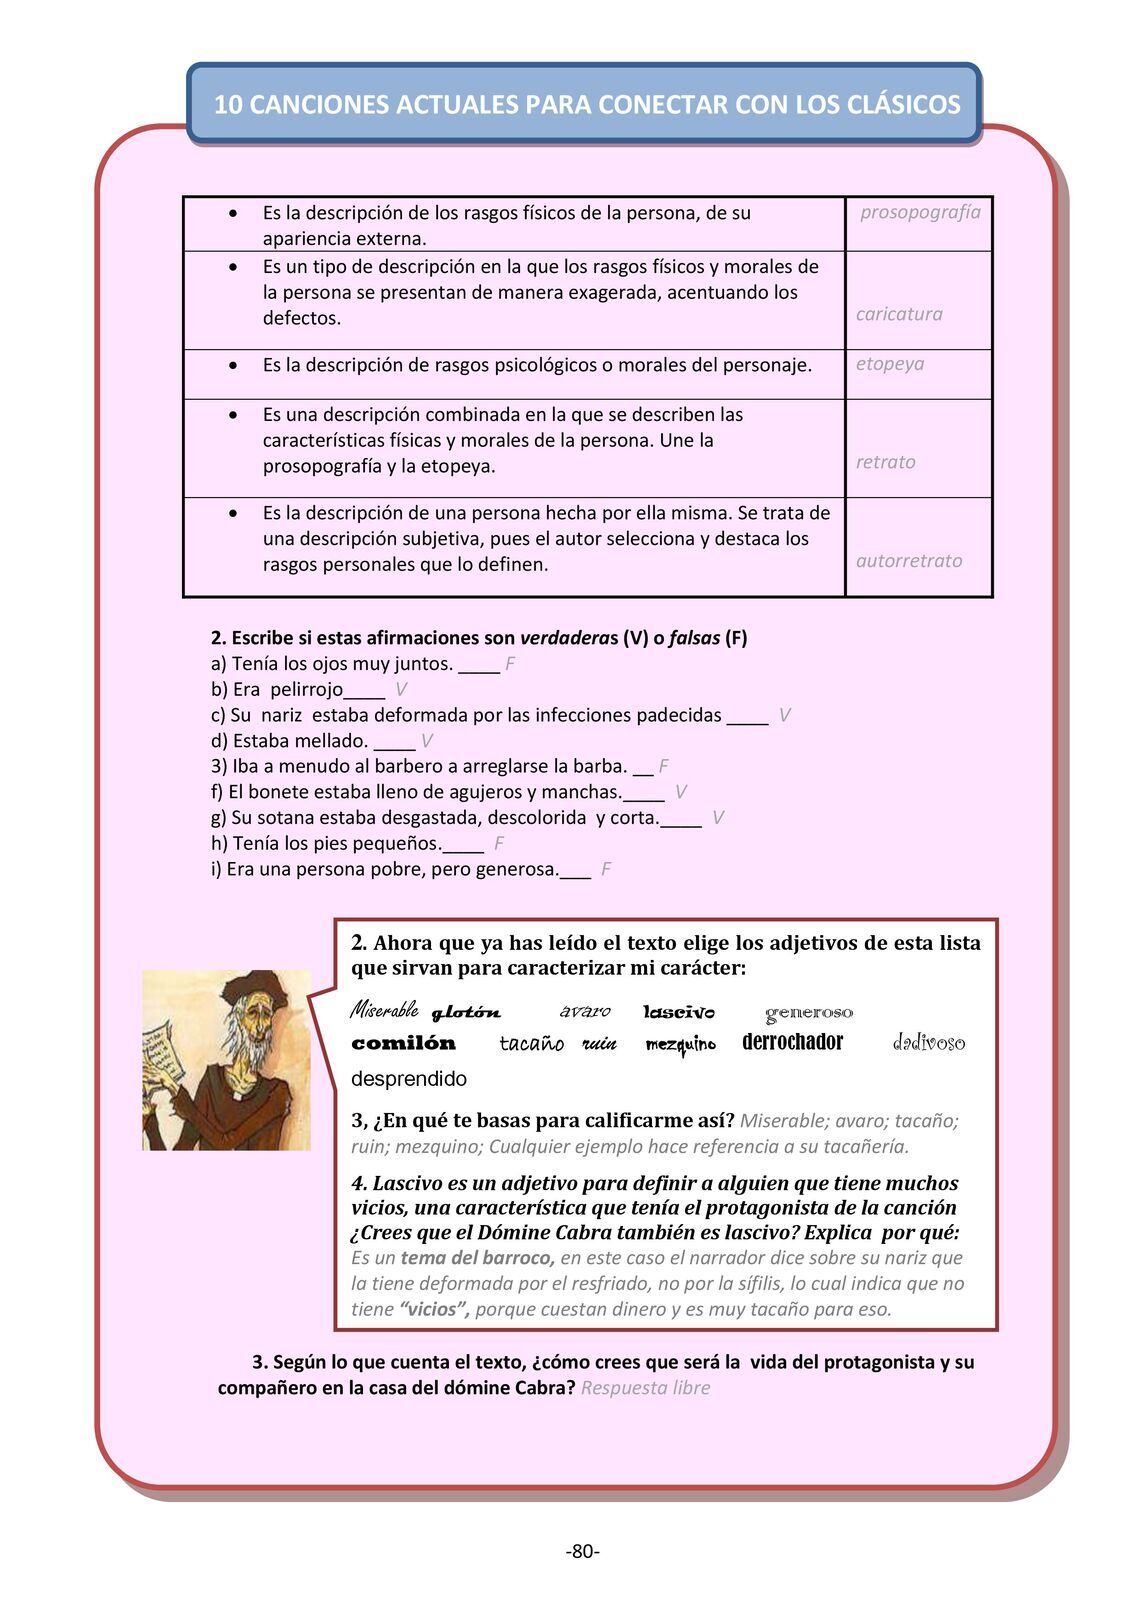 10 CANCIONES ACTUALES PARA CONECTAR CON LOS CLÁSICOS
• Es la descripción de los rasgos físicos de la persona, de su
apariencia externa.
prosopografía
• Es un tipo de descripción en la que los rasgos físicos y morales de
la persona se presentan de manera exagerada, acentuando los
defectos.
caricatura
• Es la descripción de rasgos psicológicos o morales del personaje.
etopeya
• Es una descripción combinada en la que se describen las
características físicas y morales de la persona. Une la
prosopografía y la etopeya.
retrato
• Es la descripción de una persona hecha por ella misma. Se trata de
una descripción subjetiva, pues el autor selecciona y destaca los
rasgos personales que lo definen.
autorretrato
2. Escribe si estas afirmaciones son verdaderas (V) o falsas (F)
a) Tenía los ojos muy juntos. ____ F
b) Era pelirrojo____ V
c) Su nariz estaba deformada por las infecciones padecidas ____ V
d) Estaba mellado. ____ V
3) Iba a menudo al barbero a arreglarse la barba. __ F
f) El bonete estaba lleno de agujeros y manchas.____ V
g) Su sotana estaba desgastada, descolorida y corta.____ V
h) Tenía los pies pequeños.____ F
i) Era una persona pobre, pero generosa.___ F
2. Ahora que ya has leído el texto elige los adjetivos de esta lista
que sirvan para caracterizar mi carácter:
Miserable glotón avaro lascivo generoso
comilón tacaño ruin mezquino derrochador dadivoso
desprendido
3, ¿En qué te basas para calificarme así? Miserable; avaro; tacaño;
ruin; mezquino; Cualquier ejemplo hace referencia a su tacañería.
4. Lascivo es un adjetivo para definir a alguien que tiene muchos
vicios, una característica que tenía el protagonista de la canción
¿Crees que el Dómine Cabra también es lascivo? Explica por qué:
Es un tema del barroco, en este caso el narrador dice sobre su nariz que
la tiene deformada por el resfriado, no por la sífilis, lo cual indica que no
tiene “vicios”, porque cuestan dinero y es muy tacaño para eso.
3. Según lo que cuenta el texto, ¿cómo crees que será la vida del protagonista y su
compañero en la casa del dómine Cabra? Respuesta libre
-80-